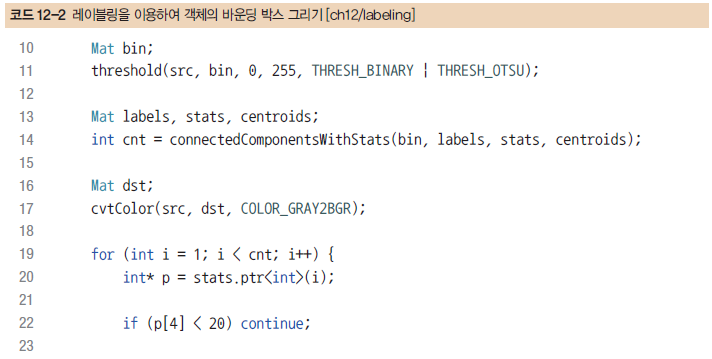 코드 12-2 레이블링을 이용하여 객체의 바운딩 박스 그리기 [ch12/labeling]
10 Mat bin;
11 threshold(src, bin, 0, 255, THRESH_BINARY | THRESH_OTSU);
12
13 Mat labels, stats, centroids;
14 int cnt = connectedComponentsWithStats(bin, labels, stats, centroids);
15
16 Mat dst;
17 cvtColor(src, dst, COLOR_GRAY2BGR);
18
19 for (int i = 1; i < cnt; i++) {
20 int* p = stats.ptr<int>(i);
21
22 if (p[4] < 20) continue;
23